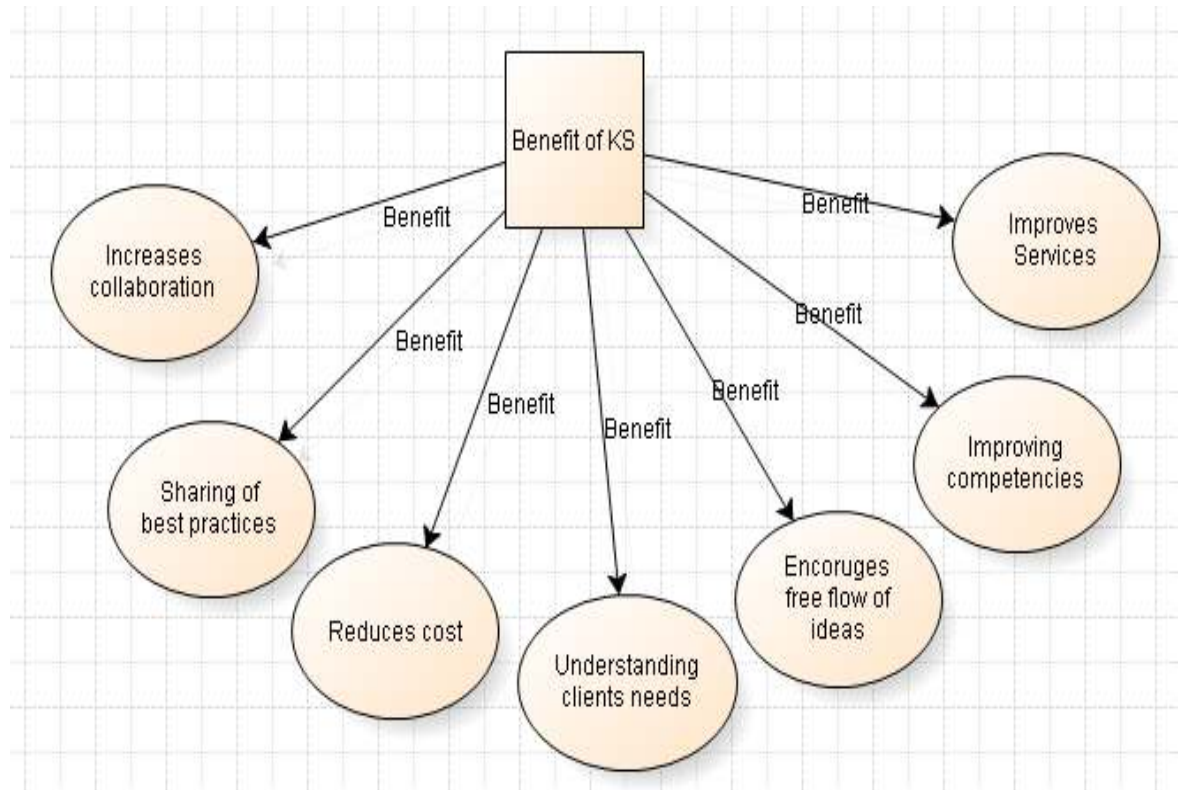 Benefit of KS
Benefit
Increases
collaboration
Benefit
Sharing of
best practices
Benefit
Reduces cost
Benefit
Understanding
clients needs
Benefit
Encoruges
free flow of
ideas
Benefit
Improving
competencies
Benefit
Improves
Services